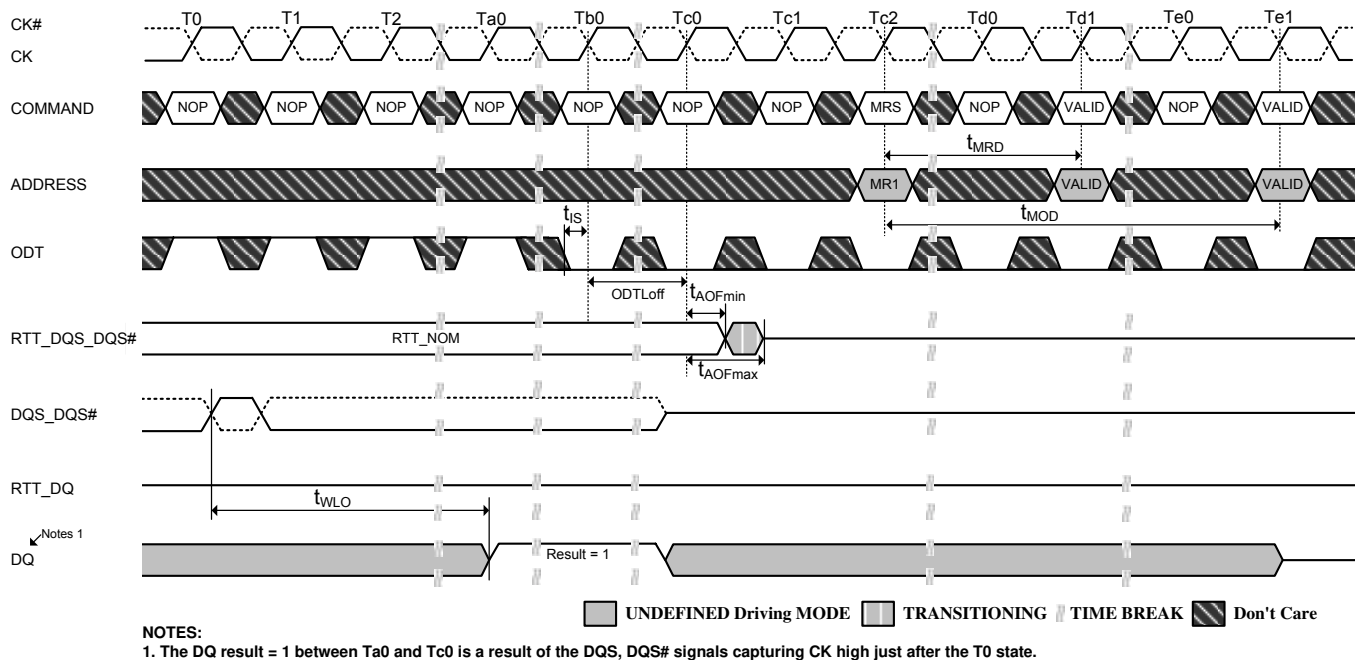 T0 T1 T2 Ta0 Tb0 Tc0 Tc1 Tc2 Td0 Td1 Te0 Te1
CK#
CK
COMMAND NOP NOP NOP NOP NOP NOP NOP MRS NOP VALID NOP VALID
tMRD
ADDRESS MR1 VALID VALID
tIS tMOD
ODT
ODTLoff tAOFmin
RTT_DQS_DQS# RTT_NOM
tAOFmax
DQS_DQS#
RTT_DQ
tWLO
Notes 1
DQ Result = 1
UNDEFINED Driving MODE TRANSITIONING TIME BREAK Don't Care
NOTES:
1. The DQ result = 1 between Ta0 and Tc0 is a result of the DQS, DQS# signals capturing CK high just after the T0 state.